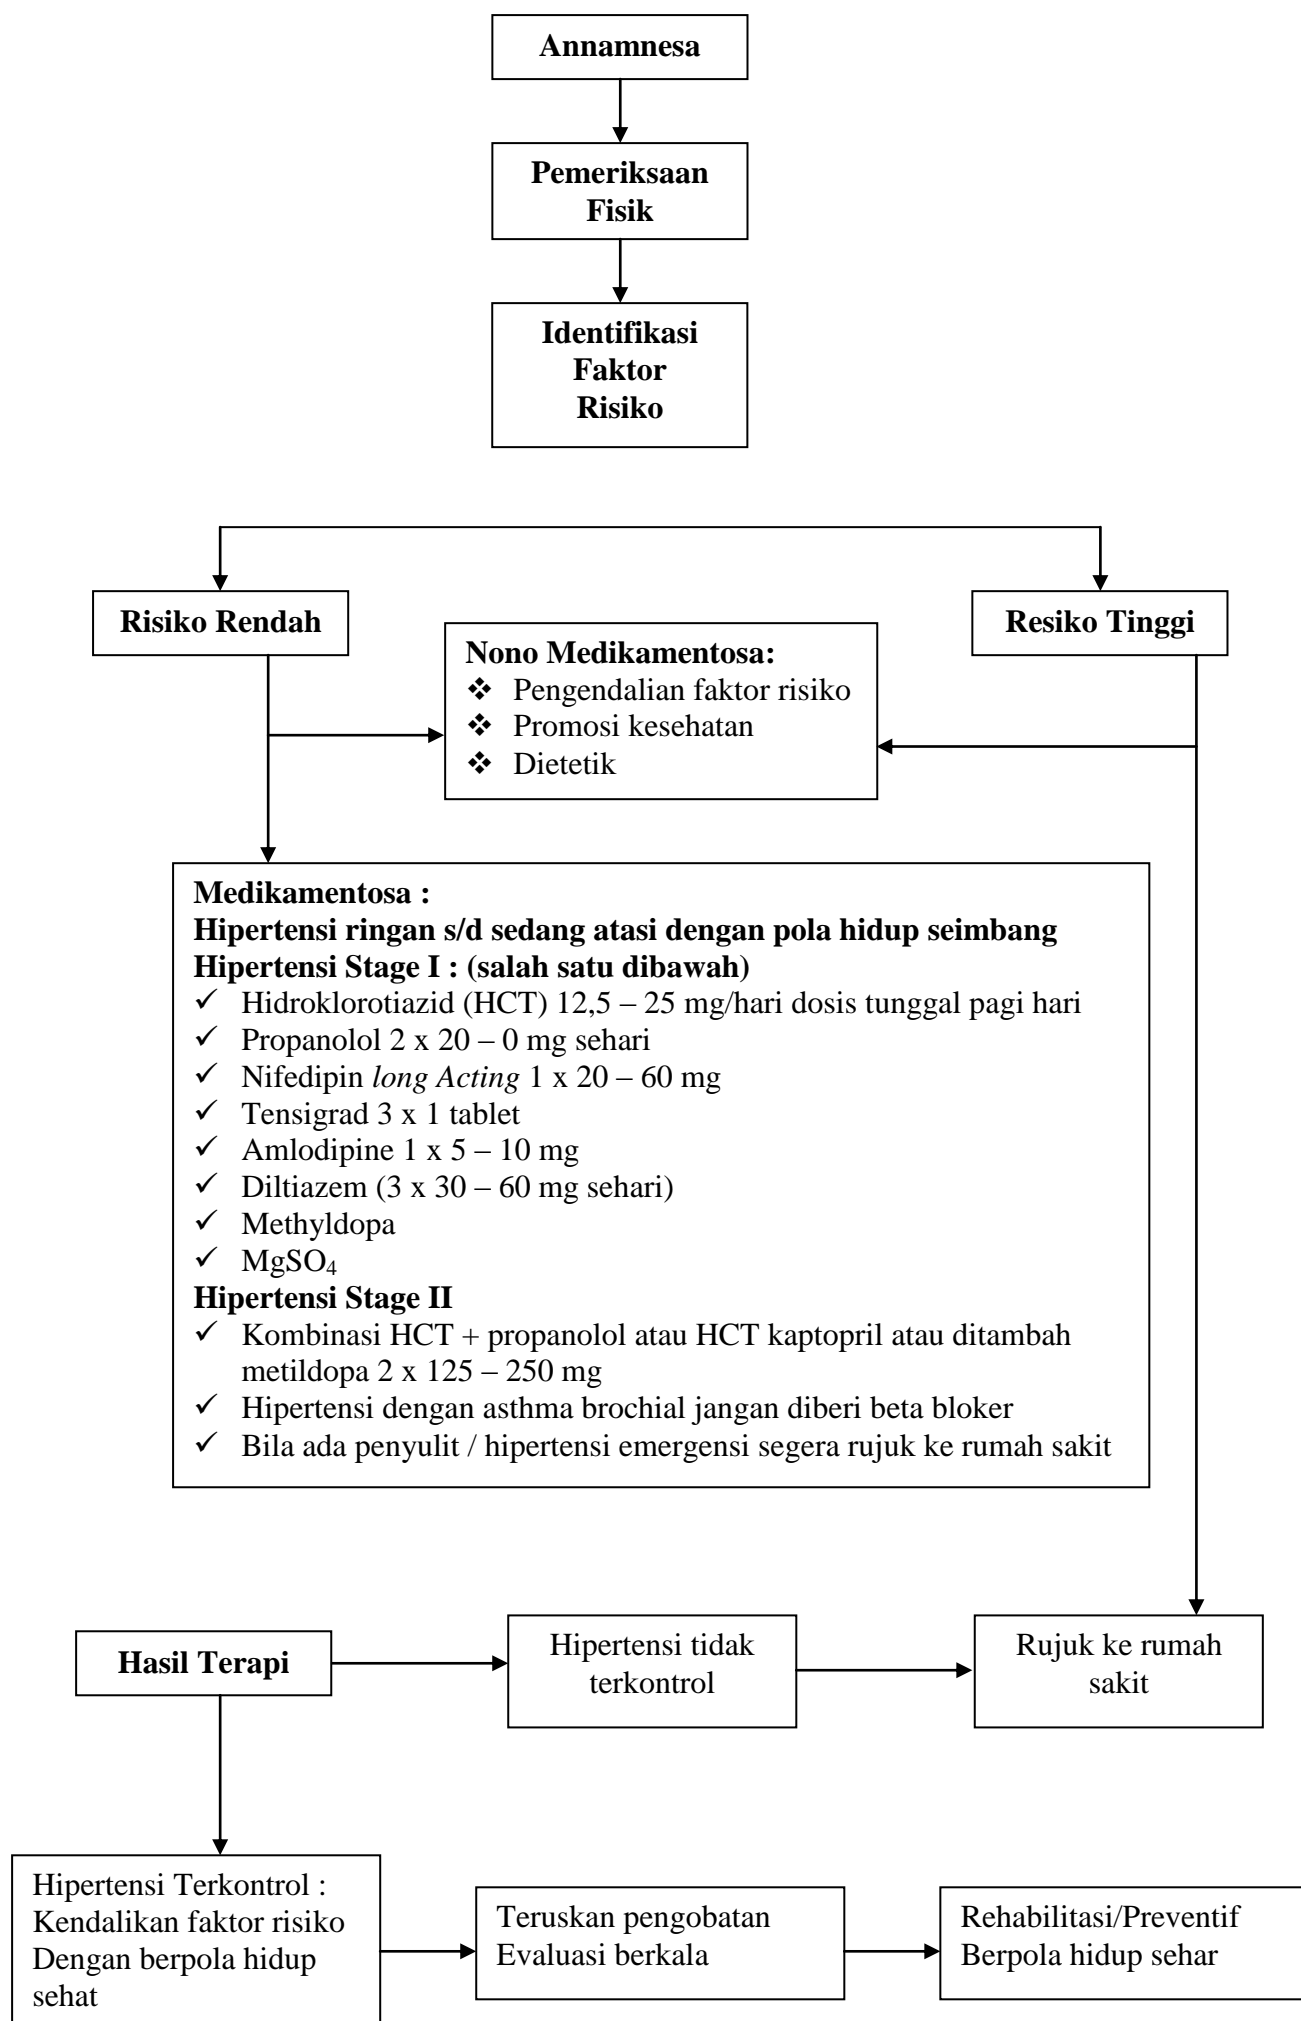 Annamnesa
Pemeriksaan
Fisik
Identifikasi
Faktor
Risiko
Risiko Rendah
Resiko Tinggi
Nono Medikamentosa:
❖ Pengendalian faktor risiko
❖ Promosi kesehatan
❖ Dietetik
Medikamentosa :
Hipertensi ringan s/d sedang atasi dengan pola hidup seimbang
Hipertensi Stage I : (salah satu dibawah)
✓ Hidroklorotiazid (HCT) 12,5 – 25 mg/hari dosis tunggal pagi hari
✓ Propanolol 2 x 20 – 0 mg sehari
✓ Nifedipin long Acting 1 x 20 – 60 mg
✓ Tensigrad 3 x 1 tablet
✓ Amlodipine 1 x 5 – 10 mg
✓ Diltiazem (3 x 30 – 60 mg sehari)
✓ Methyldopa
✓ MgSO₄
Hipertensi Stage II
✓ Kombinasi HCT + propanolol atau HCT kaptopril atau ditambah
metildopa 2 x 125 – 250 mg
✓ Hipertensi dengan asthma brochial jangan diberi beta bloker
✓ Bila ada penyulit / hipertensi emergensi segera rujuk ke rumah sakit
Hasil Terapi
Hipertensi tidak
terkontrol
Rujuk ke rumah
sakit
Hipertensi Terkontrol :
Kendalikan faktor risiko
Dengan berpola hidup
sehat
Teruskan pengobatan
Evaluasi berkala
Rehabilitasi/Preventif
Berpola hidup sehar